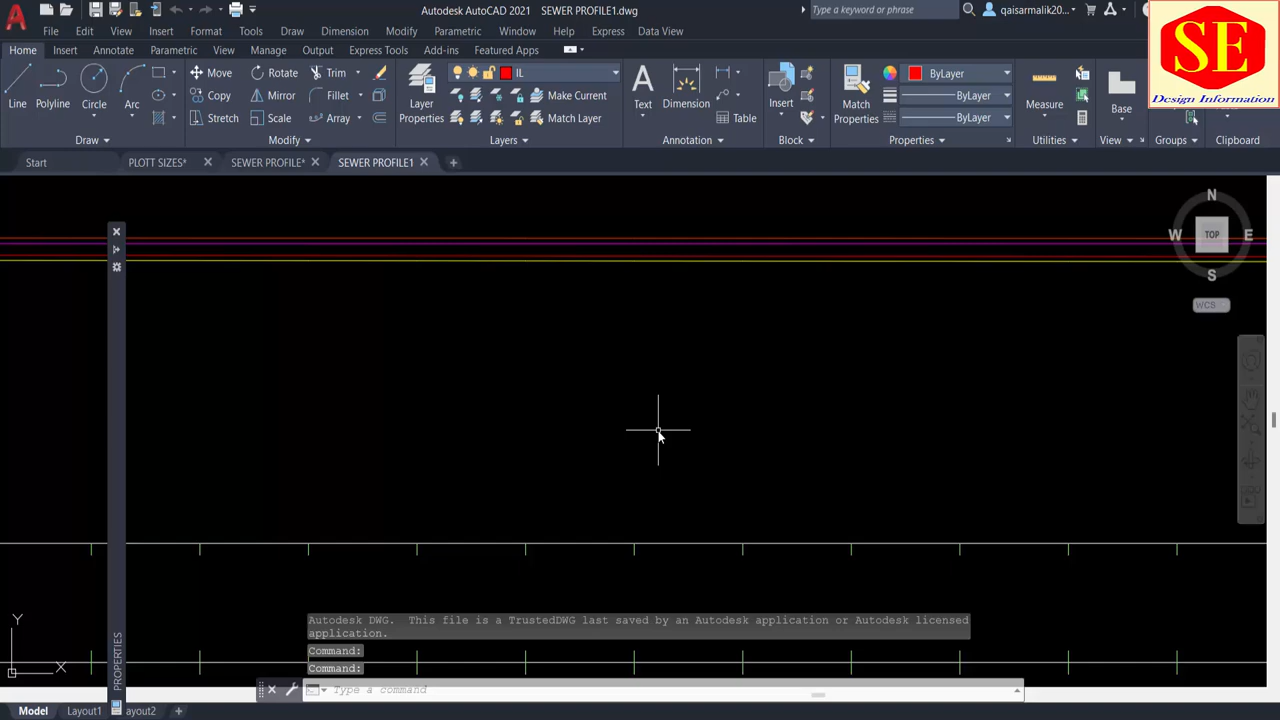 Autodesk AutoCAD 2021 SEWER PROFILE1.dwg
Type a keyword or phrase
qaisarmalik20...
File Edit View Insert Format Tools Draw Dimension Modify Parametric Window Help Express Data View
Home Insert Annotate Parametric View Manage Output Express Tools Add-ins Featured Apps
Line
Polyline
Circle
Arc
Draw
Move
Rotate
Trim
Copy
Mirror
Fillet
Stretch
Scale
Array
Modify
Layer
Properties
IL
Make Current
Match Layer
Layers
Text
Dimension
Table
Annotation
Insert
Block
Match
Properties
ByLayer
ByLayer
ByLayer
Properties
Measure
Utilities
Base
View
Groups
Clipboard
SE
Design Information
Start
PLOTT SIZES*
SEWER PROFILE*
SEWER PROFILE1
N
W
TOP
E
S
WCS
Y
X
PROPERTIES
Autodesk DWG. This file is a TrustedDWG last saved by an Autodesk application or Autodesk licensed
application.
Command:
Command:
Type a command
Model
Layout1
ayout2